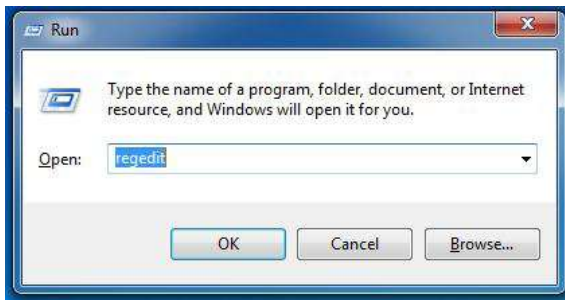 Run
Type the name of a program, folder, document, or Internet
resource, and Windows will open it for you.
Open: regedit
OK Cancel Browse...